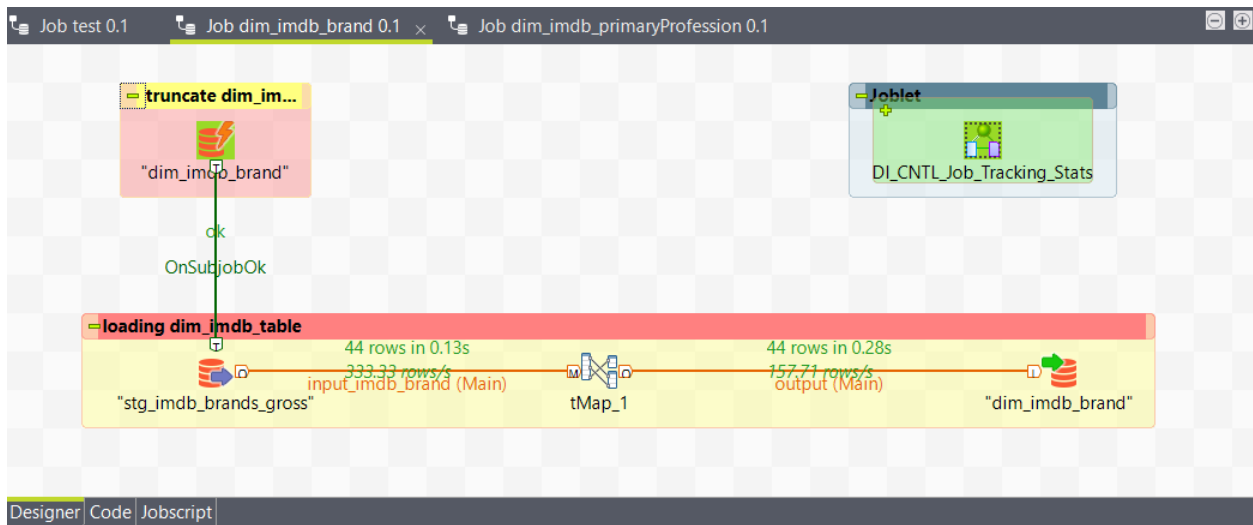 Job test 0.1
Job dim_imdb_brand 0.1
Job dim_imdb_primaryProfession 0.1
truncate dim_im...
"dim_imdb_brand"
Joblet
DI_CNTL_Job_Tracking_Stats
ok
OnSubjobOk
loading dim_imdb_table
44 rows in 0.13s
333.33 rows/s
input_imdb_brand (Main)
44 rows in 0.28s
157.71 rows/s
output (Main)
"stg_imdb_brands_gross"
tMap_1
"dim_imdb_brand"
Designer
Code
Jobscript